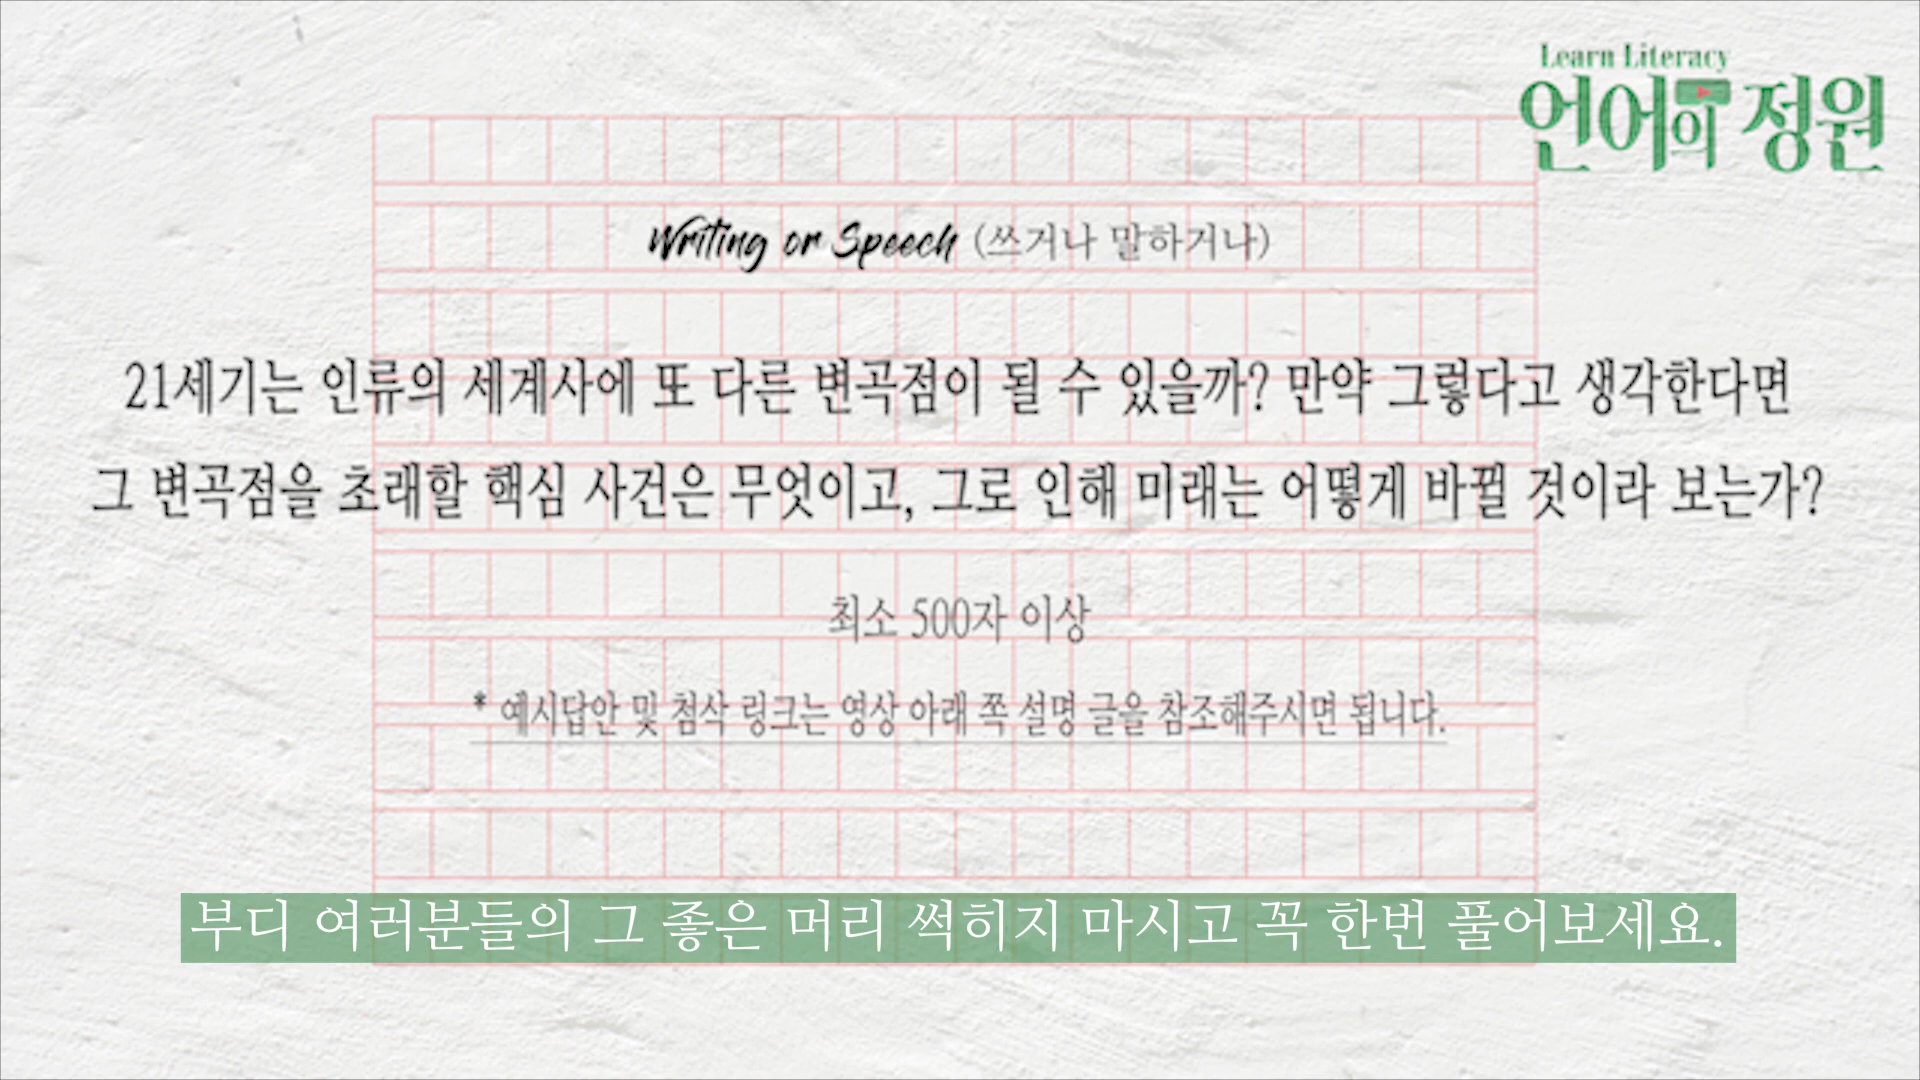 Learn Literacy
언어의 정원
Writing or Speech (쓰거나 말하거나)
21세기는 인류의 세계사에 또 다른 변곡점이 될 수 있을까? 만약 그렇다고 생각한다면
그 변곡점을 초래할 핵심 사건은 무엇이고, 그로 인해 미래는 어떻게 바뀔 것이라 보는가?
최소 500자 이상
* 예시답안 및 첨삭 링크는 영상 아래 쪽 설명 글을 참조해주시면 됩니다.
부디 여러분들의 그 좋은 머리 썩히지 마시고 꼭 한번 풀어보세요.